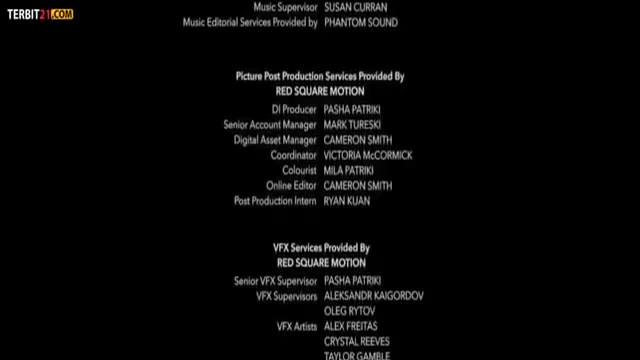 TERBIT21.COM
Music Supervisor SUSAN CURRAN
Music Editorial Services Provided by PHANTOM SOUND
Picture Post Production Services Provided By
RED SQUARE MOTION
DI Producer PASHA PATRIKI
Senior Account Manager MARK TURESKI
Digital Asset Manager CAMERON SMITH
Coordinator VICTORIA McCORMICK
Colourist MILA PATRIKI
Online Editor CAMERON SMITH
Post Production Intern RYAN KUAN
VFX Services Provided By
RED SQUARE MOTION
Senior VFX Supervisor PASHA PATRIKI
VFX Supervisors ALEKSANDR KAIGORDOV
OLEG RYTOV
VFX Artists ALEX FREITAS
CRYSTAL REEVES
TAYLOR GAMBLE